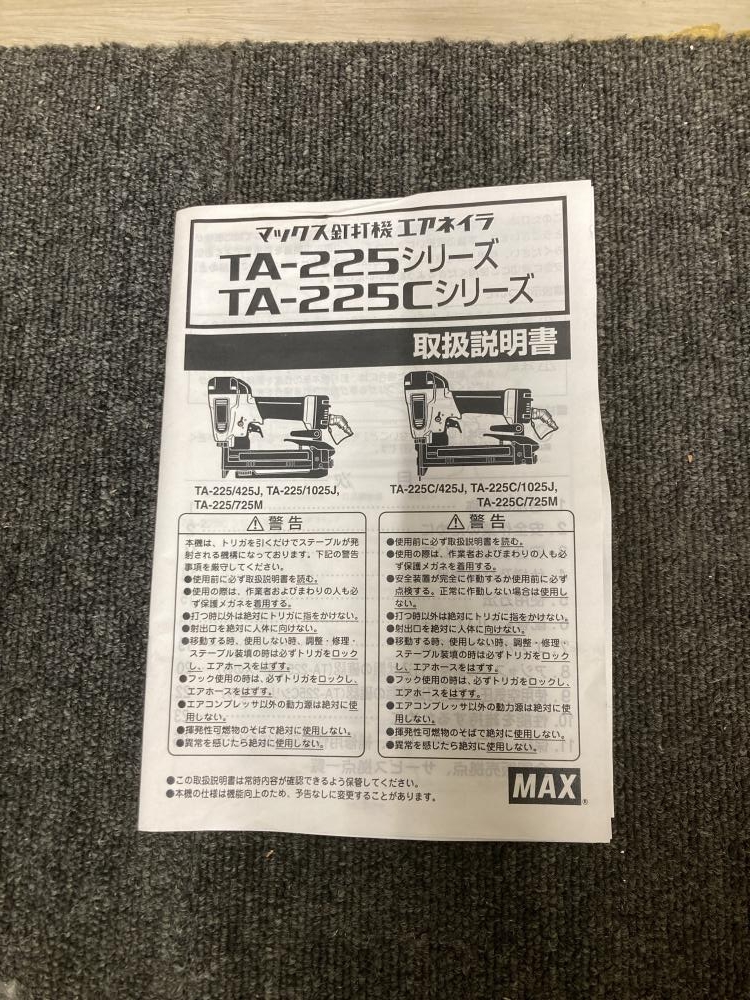 マックス釘打機 エアネイラ
TA-225シリーズ
TA-225Cシリーズ
取扱説明書
TA-225/425J, TA-225/1025J,
TA-225/725M
⚠警告
本機は、トリガを引くだけでステープルが発
射される機構になっております。下記の警告
事項を厳守してください。
●使用前に必ず取扱説明書を読む。
●使用の際は、作業者およびまわりの人も必
ず保護メガネを着用する。
●打つ時以外は絶対にトリガに指をかけない。
●射出口を絶対に人体に向けない。
●移動する時、使用しない時、調整・修理・
ステープル装填の時は必ずトリガをロック
し、エアホースをはずす。
●フック使用の時は、必ずトリガをロックし、
エアホースをはずす。
●エアコンプレッサ以外の動力源は絶対に使
用しない。
●揮発性可燃物のそばで絶対に使用しない。
●異常を感じたら絶対に使用しない。
TA-225C/425J, TA-225C/1025J,
TA-225C/725M
⚠警告
●使用前に必ず取扱説明書を読む。
●使用の際は、作業者およびまわりの人も必
ず保護メガネを着用する。
●安全装置が完全に作動するか使用前に必ず
点検する。正常に作動しない場合は使用し
ない。
●打つ時以外は絶対にトリガに指をかけない。
●射出口を絶対に人体に向けない。
●移動する時、使用しない時、調整・修理・
ステープル装填の時は必ずトリガをロック
し、エアホースをはずす。
●フック使用の時は、必ずトリガをロックし、
エアホースをはずす。
●エアコンプレッサ以外の動力源は絶対に使
用しない。
●揮発性可燃物のそばで絶対に使用しない。
●異常を感じたら絶対に使用しない。
●この取扱説明書は常時内容が確認できるよう保管してください。
●本機の仕様は機能向上のため、予告なしに変更することがあります。
MAX®